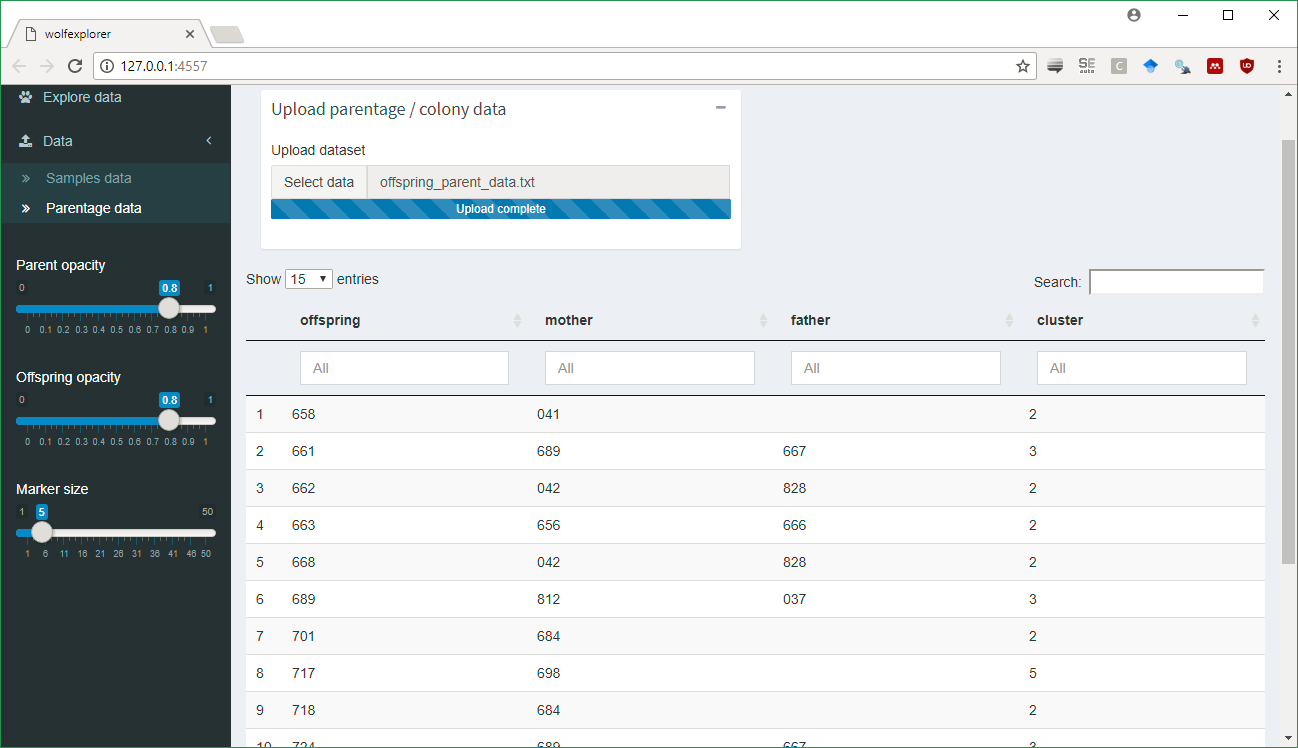 wolfexplorer
127.0.0.1:4557
Explore data
Data
Samples data
Parentage data
Parent opacity
0 0.8 1
0 0.1 0.2 0.3 0.4 0.5 0.6 0.7 0.8 0.9 1
Offspring opacity
0 0.8 1
0 0.1 0.2 0.3 0.4 0.5 0.6 0.7 0.8 0.9 1
Marker size
1 5 50
1 6 11 16 21 26 31 36 41 46 50
Upload parentage / colony data
Upload dataset
Select data offspring_parent_data.txt
Upload complete
Show 15 entries
Search:
offspring mother father cluster
All All All All
1 658 041 2
2 661 689 667 3
3 662 042 828 2
4 663 656 666 2
5 668 042 828 2
6 689 812 037 3
7 701 684 2
8 717 698 5
9 718 684 2
10 724 689 667 3